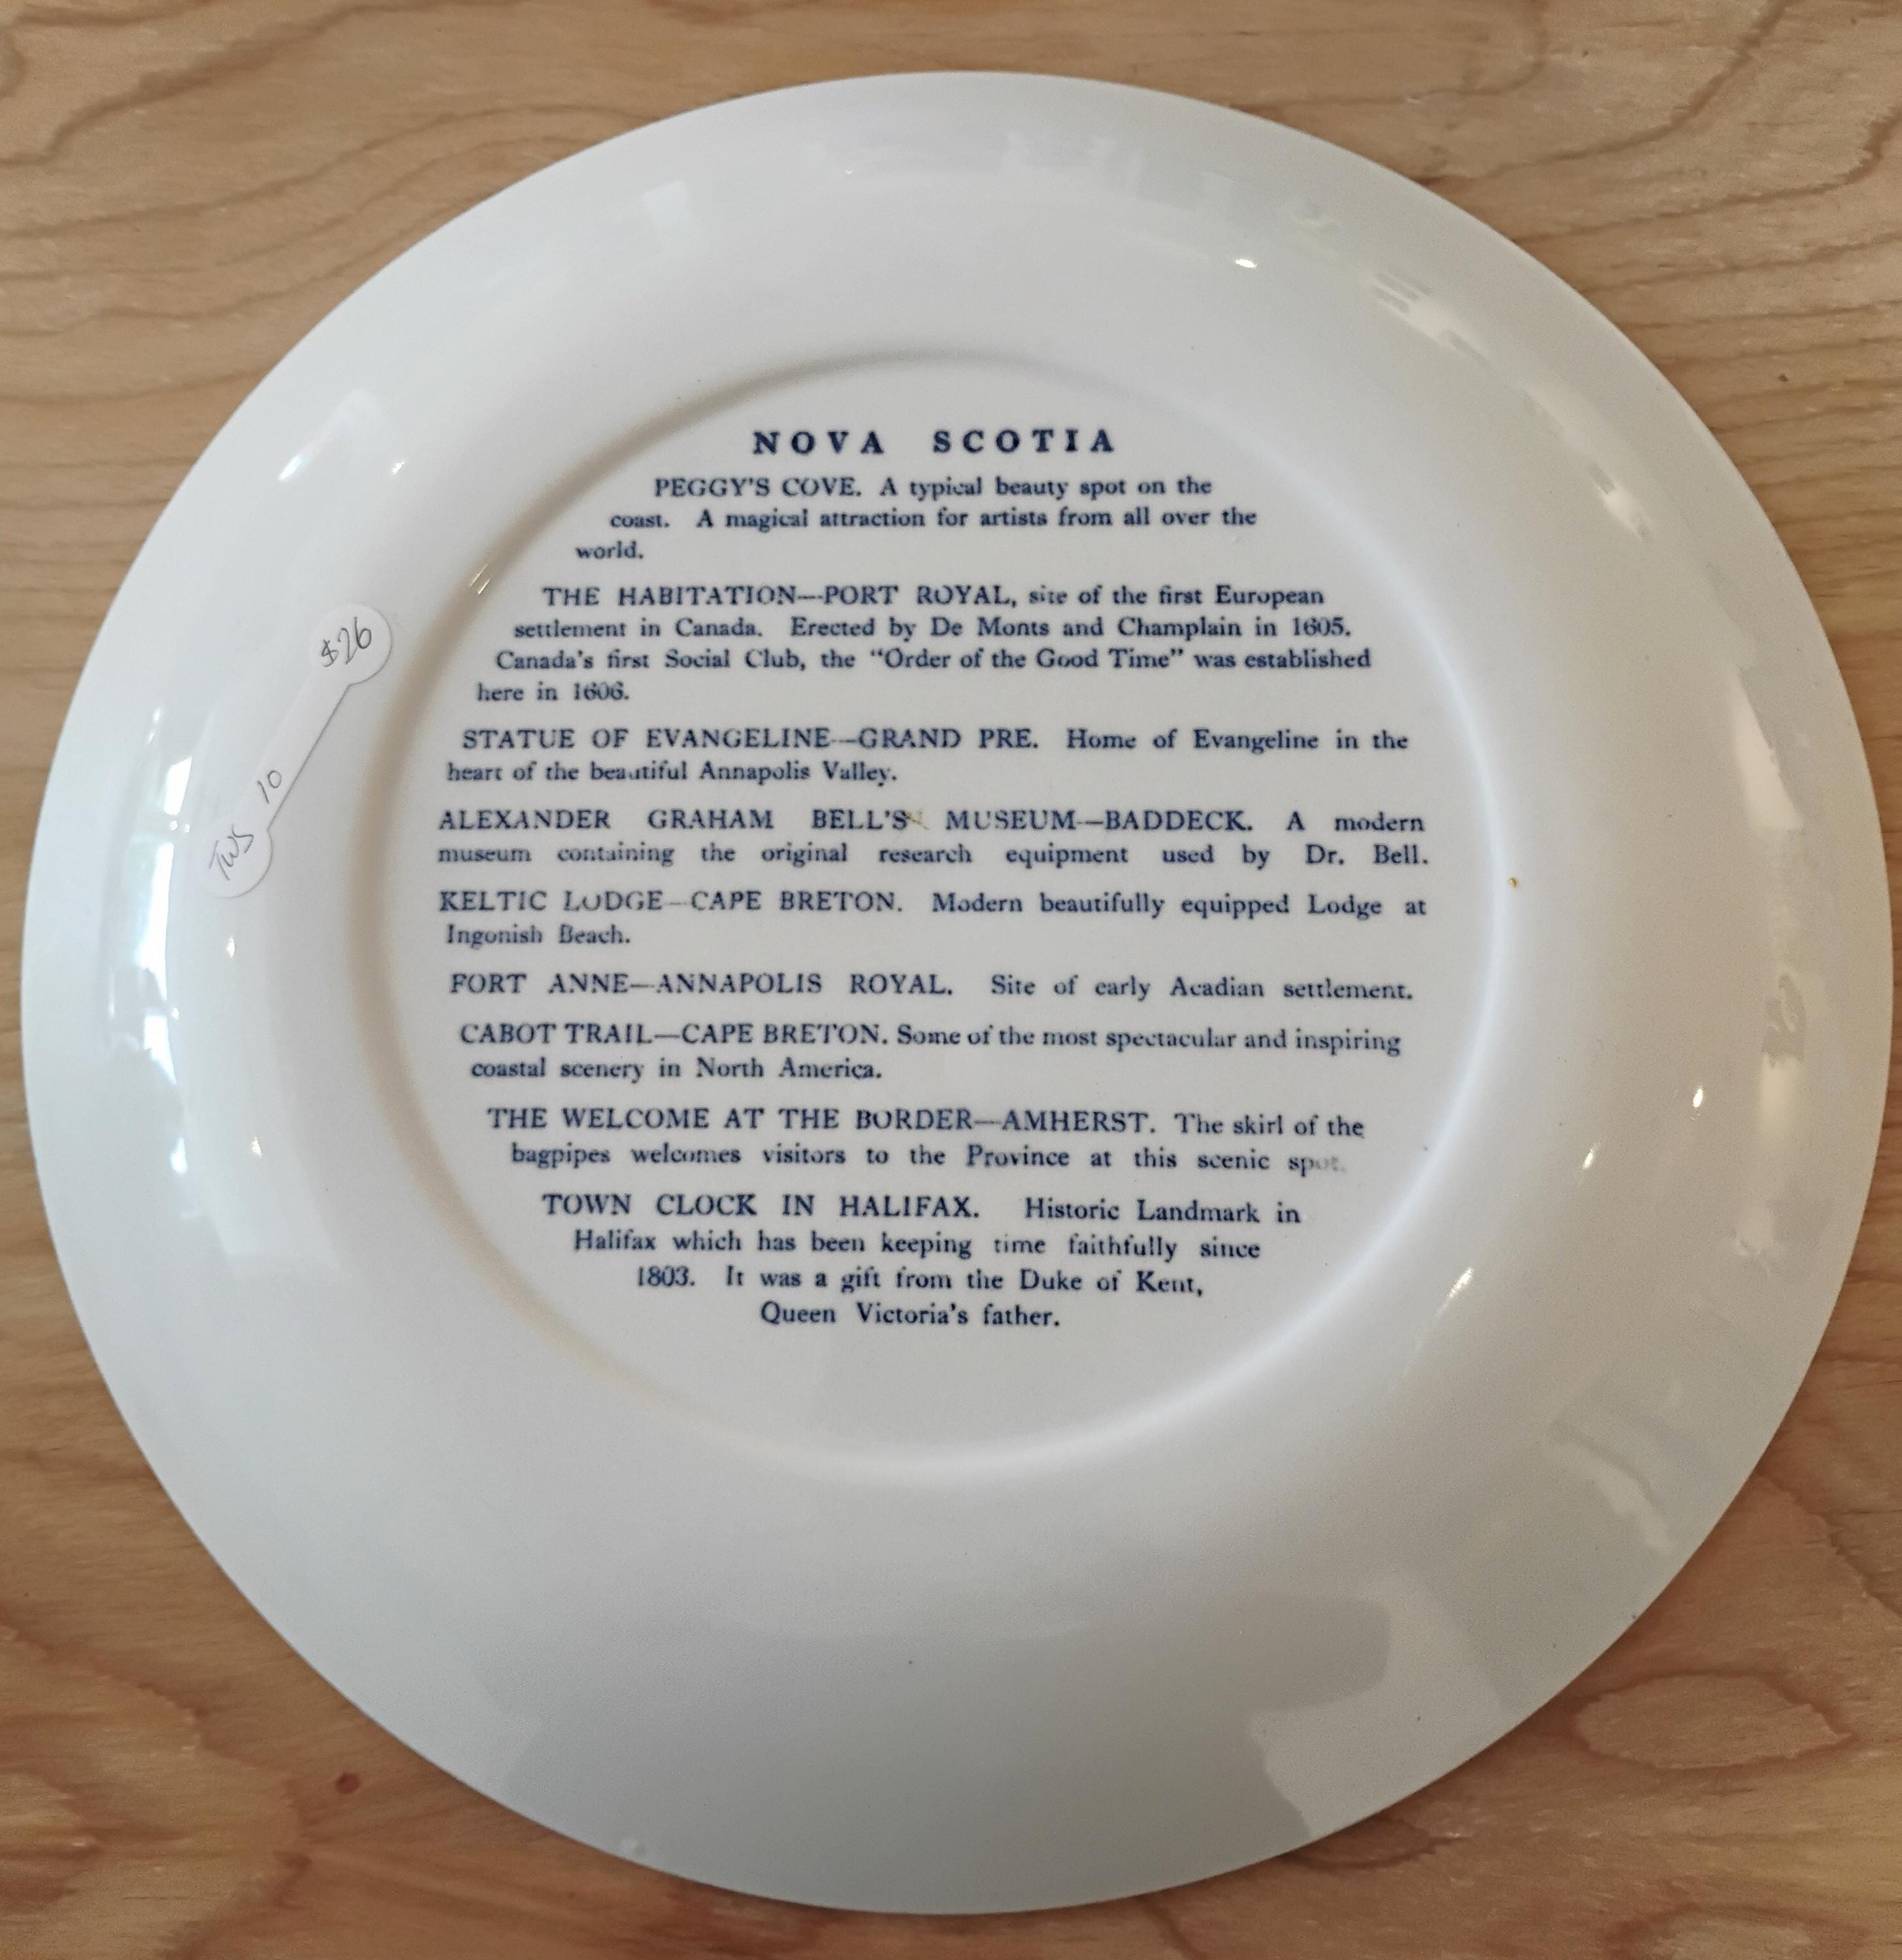 NOVA SCOTIA
PEGGY'S COVE. A typical beauty spot on the
coast. A magical attraction for artists from all over the
world.
THE HABITATION—PORT ROYAL, site of the first European
settlement in Canada. Erected by De Monts and Champlain in 1605.
Canada's first Social Club, the "Order of the Good Time" was established
here in 1606.
STATUE OF EVANGELINE—GRAND PRE. Home of Evangeline in the
heart of the beautiful Annapolis Valley.
ALEXANDER GRAHAM BELL'S MUSEUM—BADDECK. A modern
museum containing the original research equipment used by Dr. Bell.
KELTIC LODGE—CAPE BRETON. Modern beautifully equipped Lodge at
Ingonish Beach.
FORT ANNE—ANNAPOLIS ROYAL. Site of early Acadian settlement.
CABOT TRAIL—CAPE BRETON. Some of the most spectacular and inspiring
coastal scenery in North America.
THE WELCOME AT THE BORDER—AMHERST. The skirl of the
bagpipes welcomes visitors to the Province at this scenic spot.
TOWN CLOCK IN HALIFAX. Historic Landmark in
Halifax which has been keeping time faithfully since
1803. It was a gift from the Duke of Kent,
Queen Victoria's father.
$26
TWS 10